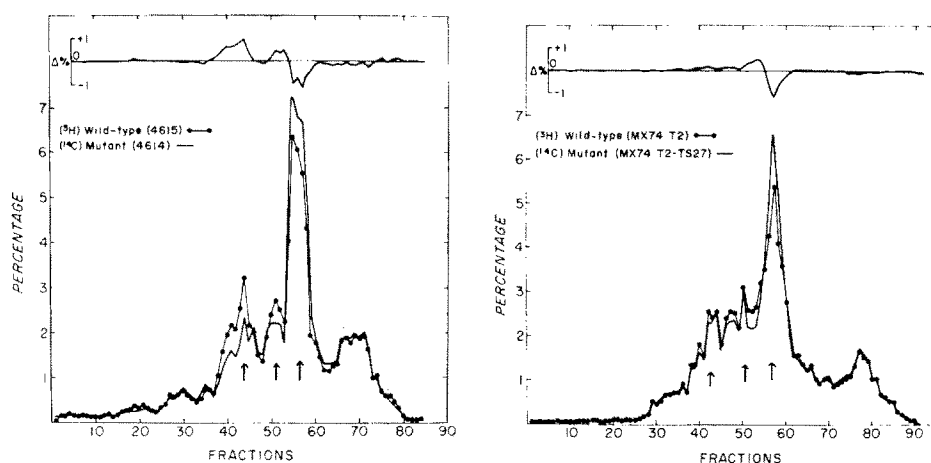 +1
0
Δ%
-1
7
(³H) Wild-type (4615)
(¹⁴C) Mutant (4614)
6
5
4
3
2
1
PERCENTAGE
10 20 30 40 50 60 70 80 90
FRACTIONS
+1
0
Δ%
-1
7
(³H) Wild-type (MX74 T2)
(¹⁴C) Mutant (MX74 T2-TS27)
6
5
4
3
2
1
PERCENTAGE
10 20 30 40 50 60 70 80 90
FRACTIONS